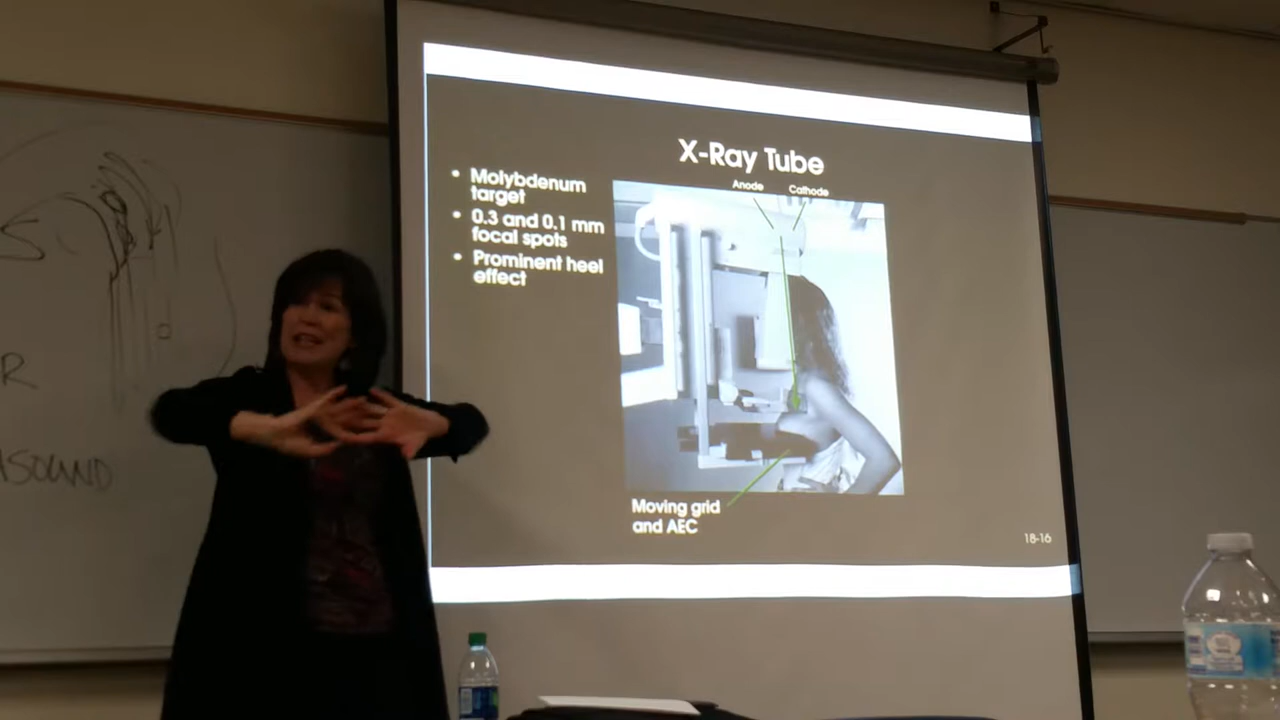 X-Ray Tube
• Molybdenum
target
• 0.3 and 0.1 mm
focal spots
• Prominent heel
effect
Anode
Cathode
Moving grid
and AEC
18-16
R
SOUND